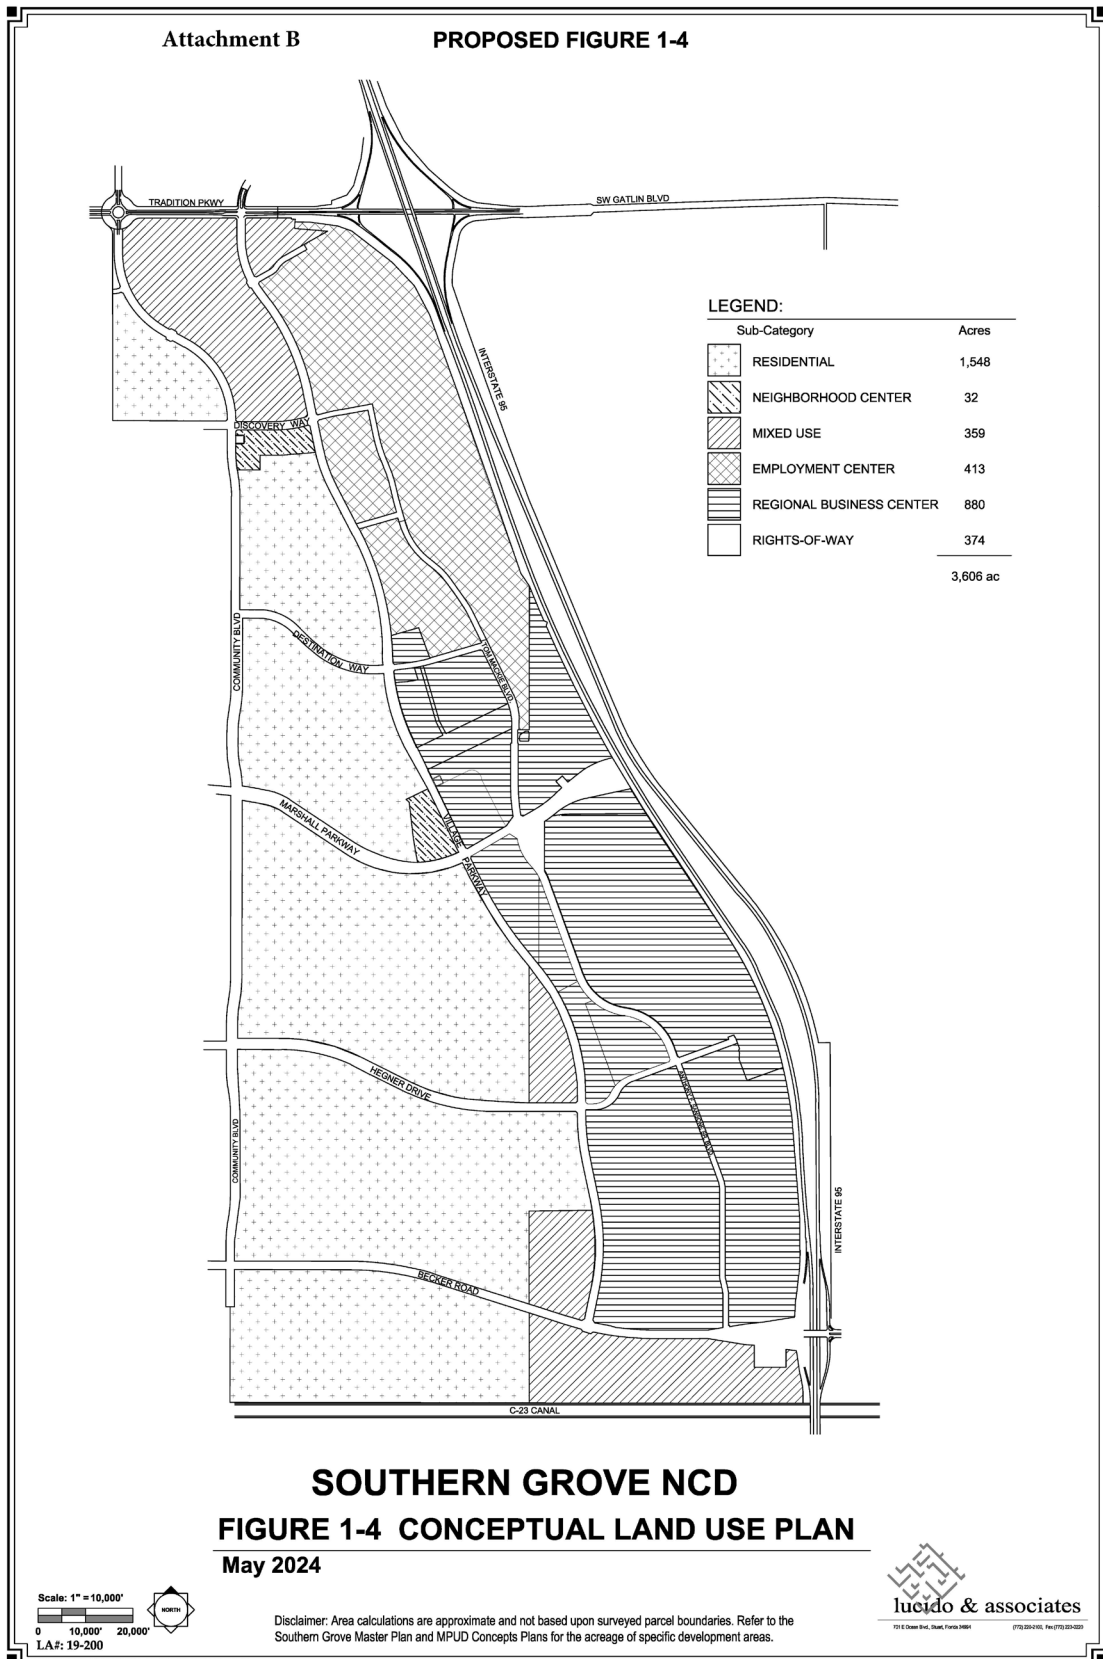 Attachment B
PROPOSED FIGURE 1-4
TRADITION PKWY
SW GATLIN BLVD
INTERSTATE 95
LEGEND:
Sub-Category Acres
RESIDENTIAL 1,548
NEIGHBORHOOD CENTER 32
MIXED USE 359
EMPLOYMENT CENTER 413
REGIONAL BUSINESS CENTER 880
RIGHTS-OF-WAY 374
3,606 ac
DISCOVERY WAY
COMMUNITY BLVD
DESTINATION WAY
TOM MACKIE BLVD
MARSHALL PARKWAY
VILLAGE PARKWAY
HEGNER DRIVE
COMMUNITY BLVD
INTERSTATE 95
BECKER ROAD
C-23 CANAL
SOUTHERN GROVE NCD
FIGURE 1-4 CONCEPTUAL LAND USE PLAN
May 2024
Scale: 1" = 10,000'
0 10,000' 20,000'
LA#: 19-200
NORTH
Disclaimer: Area calculations are approximate and not based upon surveyed parcel boundaries. Refer to the
Southern Grove Master Plan and MPUD Concepts Plans for the acreage of specific development areas.
lucido & associates